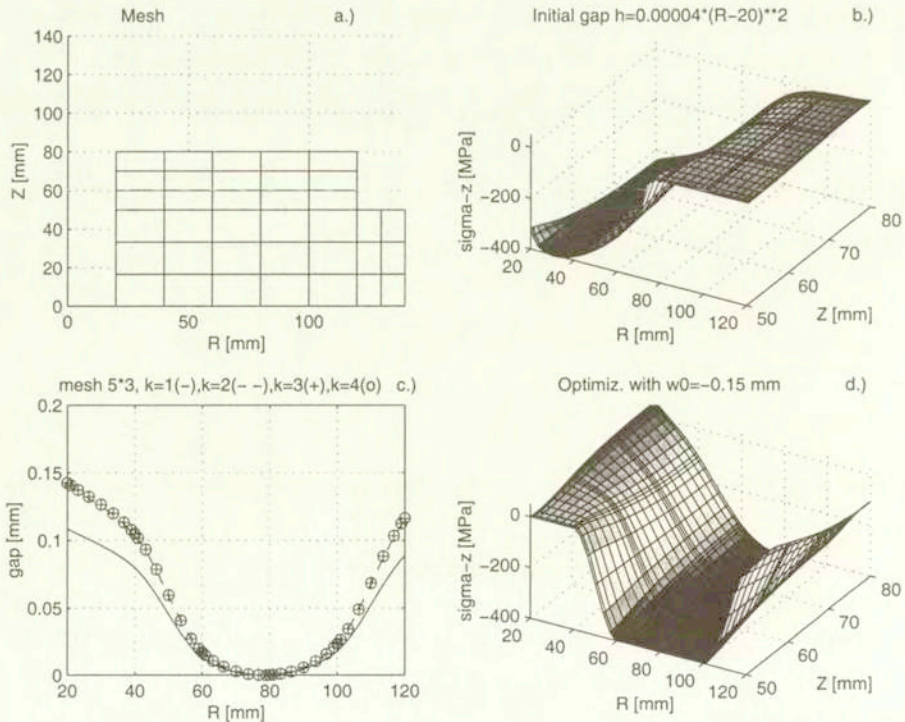 Mesh a.)
140
120
100
80
60
40
20
0
Z [mm]
0 50 100
R [mm]
Initial gap h=0.00004*(R-20)**2 b.)
0
-200
-400
sigma-z [MPa]
20 40 60 80 100 120
R [mm]
50 60 70 80
Z [mm]
mesh 5*3, k=1(-),k=2(- -),k=3(+),k=4(o) c.)
0.2
0.15
0.1
0.05
0
gap [mm]
20 40 60 80 100 120
R [mm]
Optimiz. with w0=-0.15 mm d.)
0
-200
-400
sigma-z [MPa]
20 40 60 80 100 120
R [mm]
50 60 70 80
Z [mm]